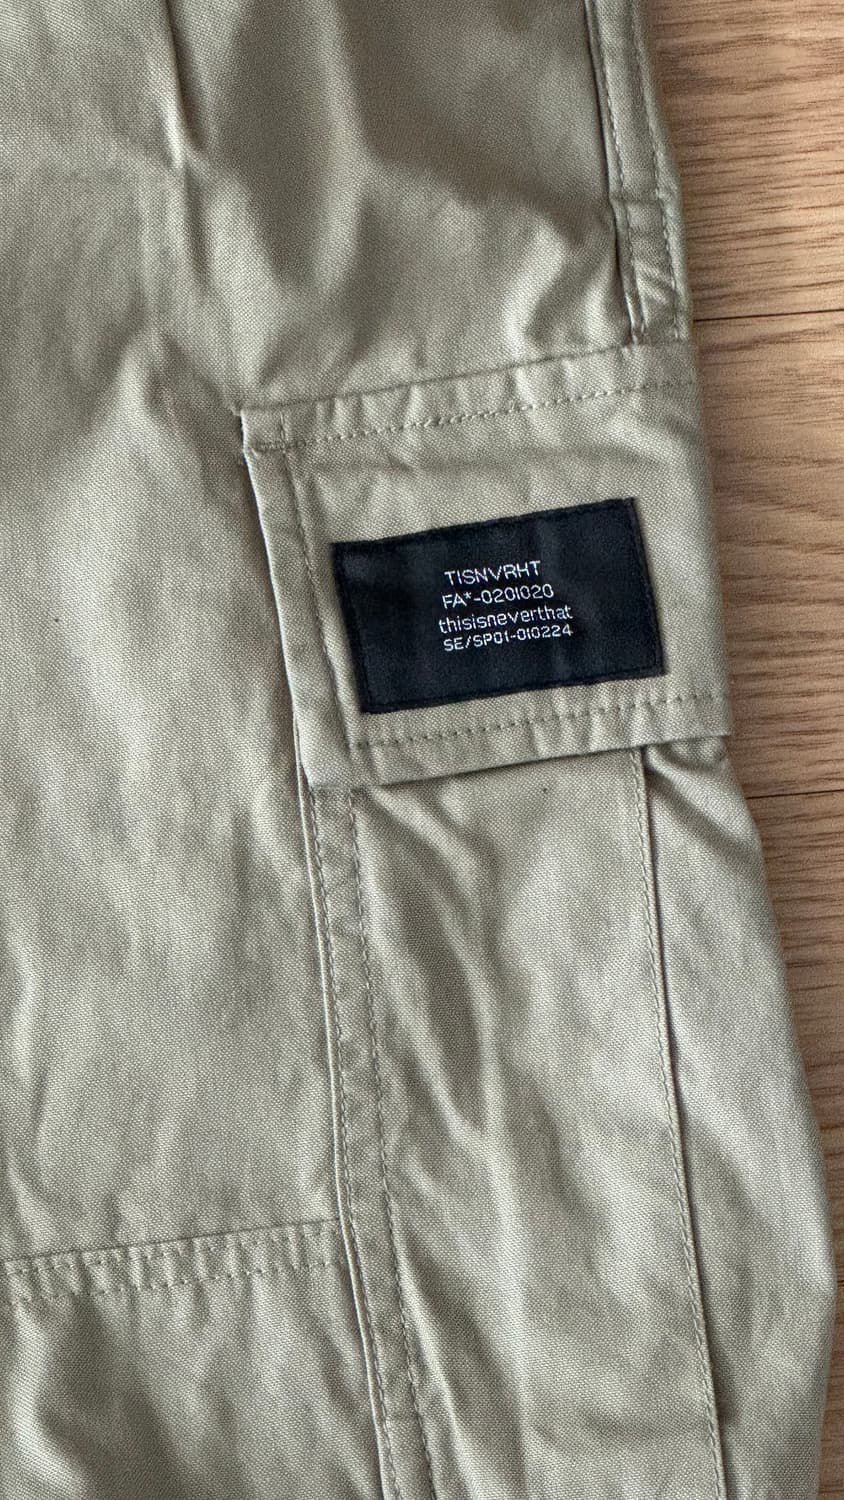 TISNVRHT
FA*-0201020
thisisneverthat
SE/SP01-010224